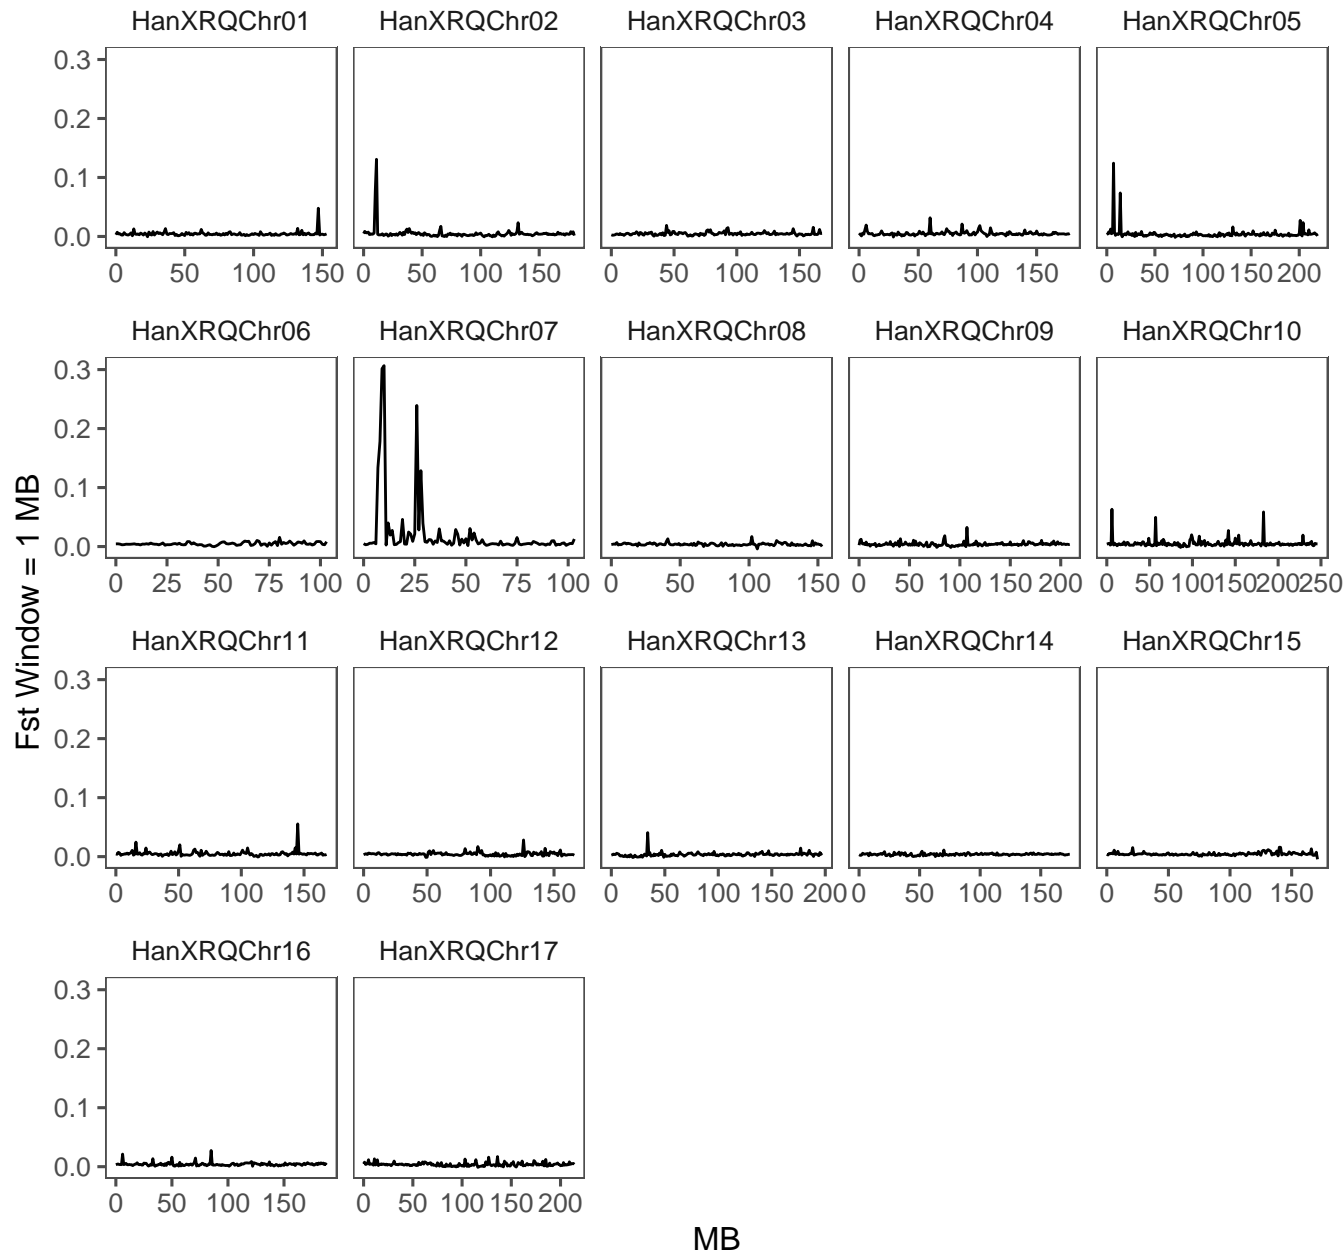 HanXRQChr01 HanXRQChr02 HanXRQChr03 HanXRQChr04 HanXRQChr05
0.3
0.2
0.1
0.0
0 50 100 150 0 50 100 150 0 50 100 150 0 50 100 150 0 50 100 150 200
HanXRQChr06 HanXRQChr07 HanXRQChr08 HanXRQChr09 HanXRQChr10
0.3
0.2
0.1
0.0
0 25 50 75 100 0 25 50 75 100 0 50 100 150 0 50 100 150 200 0 50 100 150 200 250
Fst Window = 1 MB
HanXRQChr11 HanXRQChr12 HanXRQChr13 HanXRQChr14 HanXRQChr15
0.3
0.2
0.1
0.0
0 50 100 150 0 50 100 150 0 50 100 150 200 0 50 100 150 0 50 100 150
HanXRQChr16 HanXRQChr17
0.3
0.2
0.1
0.0
0 50 100 150 0 50 100 150 200
MB